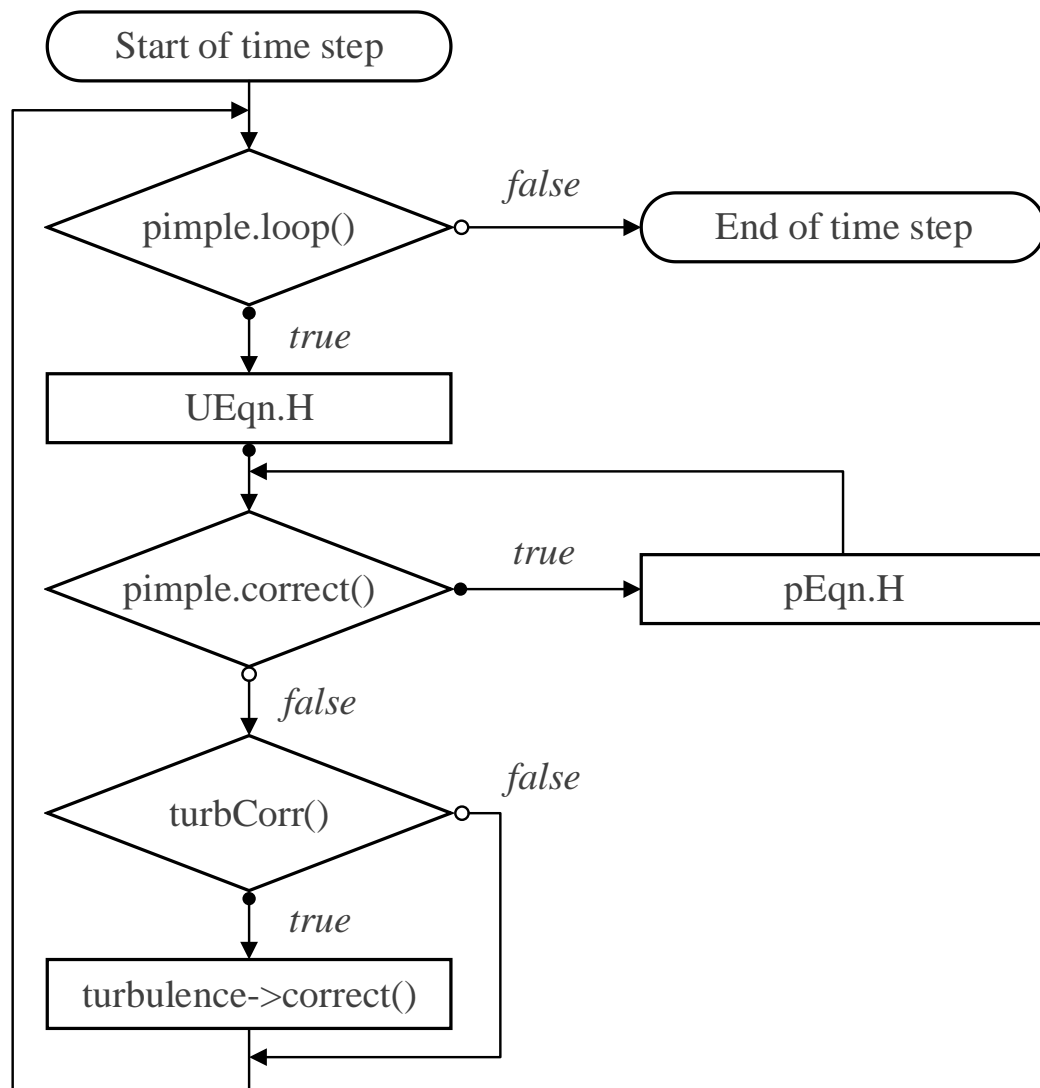 Start of time step
pimple.loop()
false
End of time step
true
UEqn.H
pimple.correct()
true
pEqn.H
false
turbCorr()
false
true
turbulence->correct()